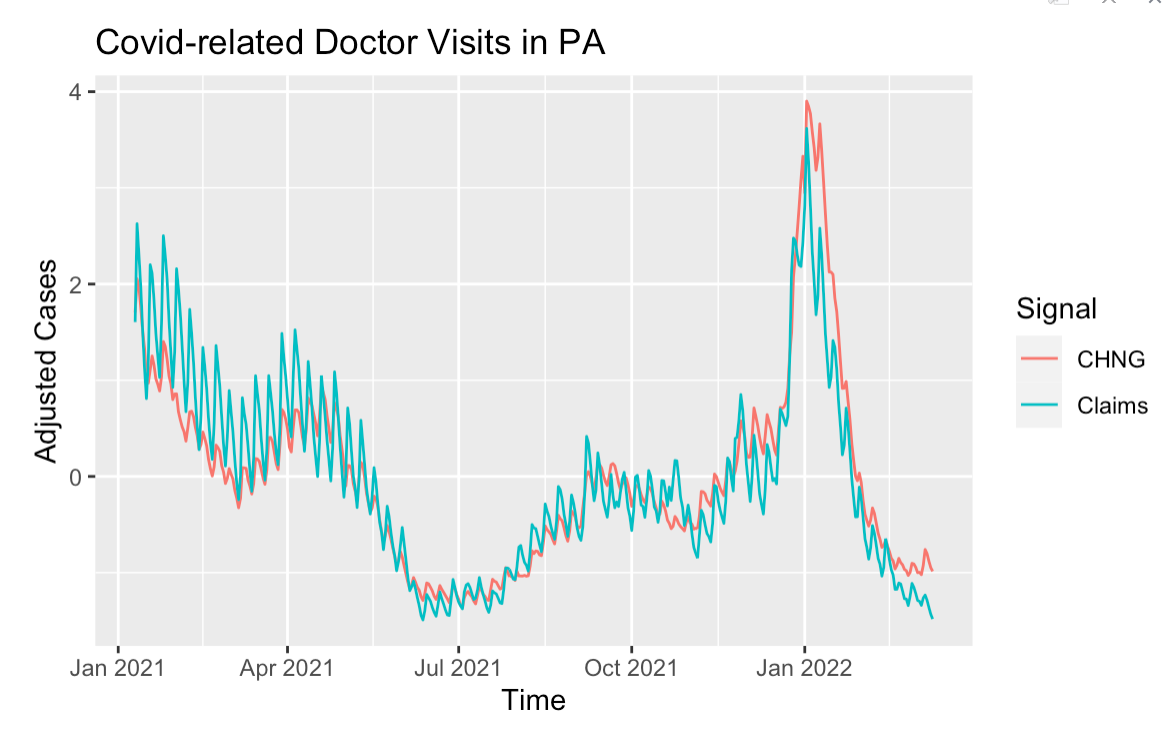 Covid-related Doctor Visits in PA
4
2
0
Adjusted Cases
Jan 2021 Apr 2021 Jul 2021 Oct 2021 Jan 2022
Time
Signal
CHNG
Claims